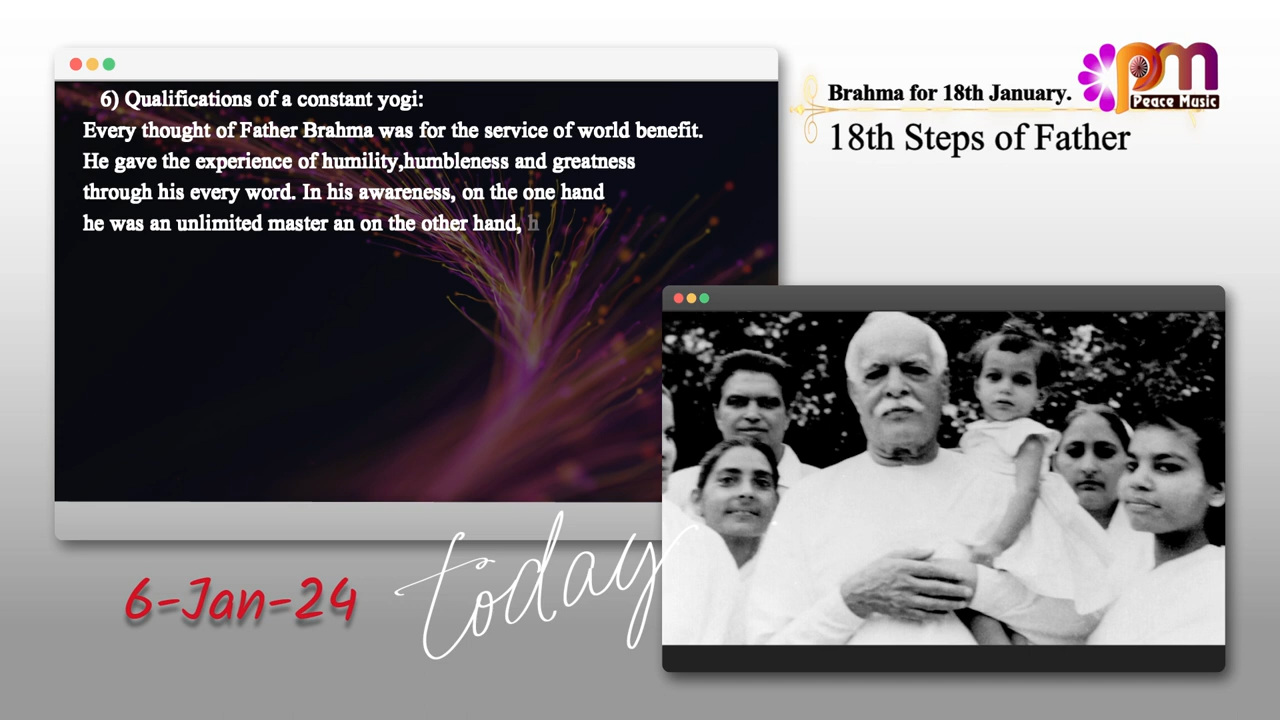 6) Qualifications of a constant yogi:
Every thought of Father Brahma was for the service of world benefit.
He gave the experience of humility,humbleness and greatness
through his every word. In his awareness, on the one hand
he was an unlimited master an on the other hand, h
Brahma for 18th January.
18th Steps of Father
pm
Peace Music
6-Jan-24
today